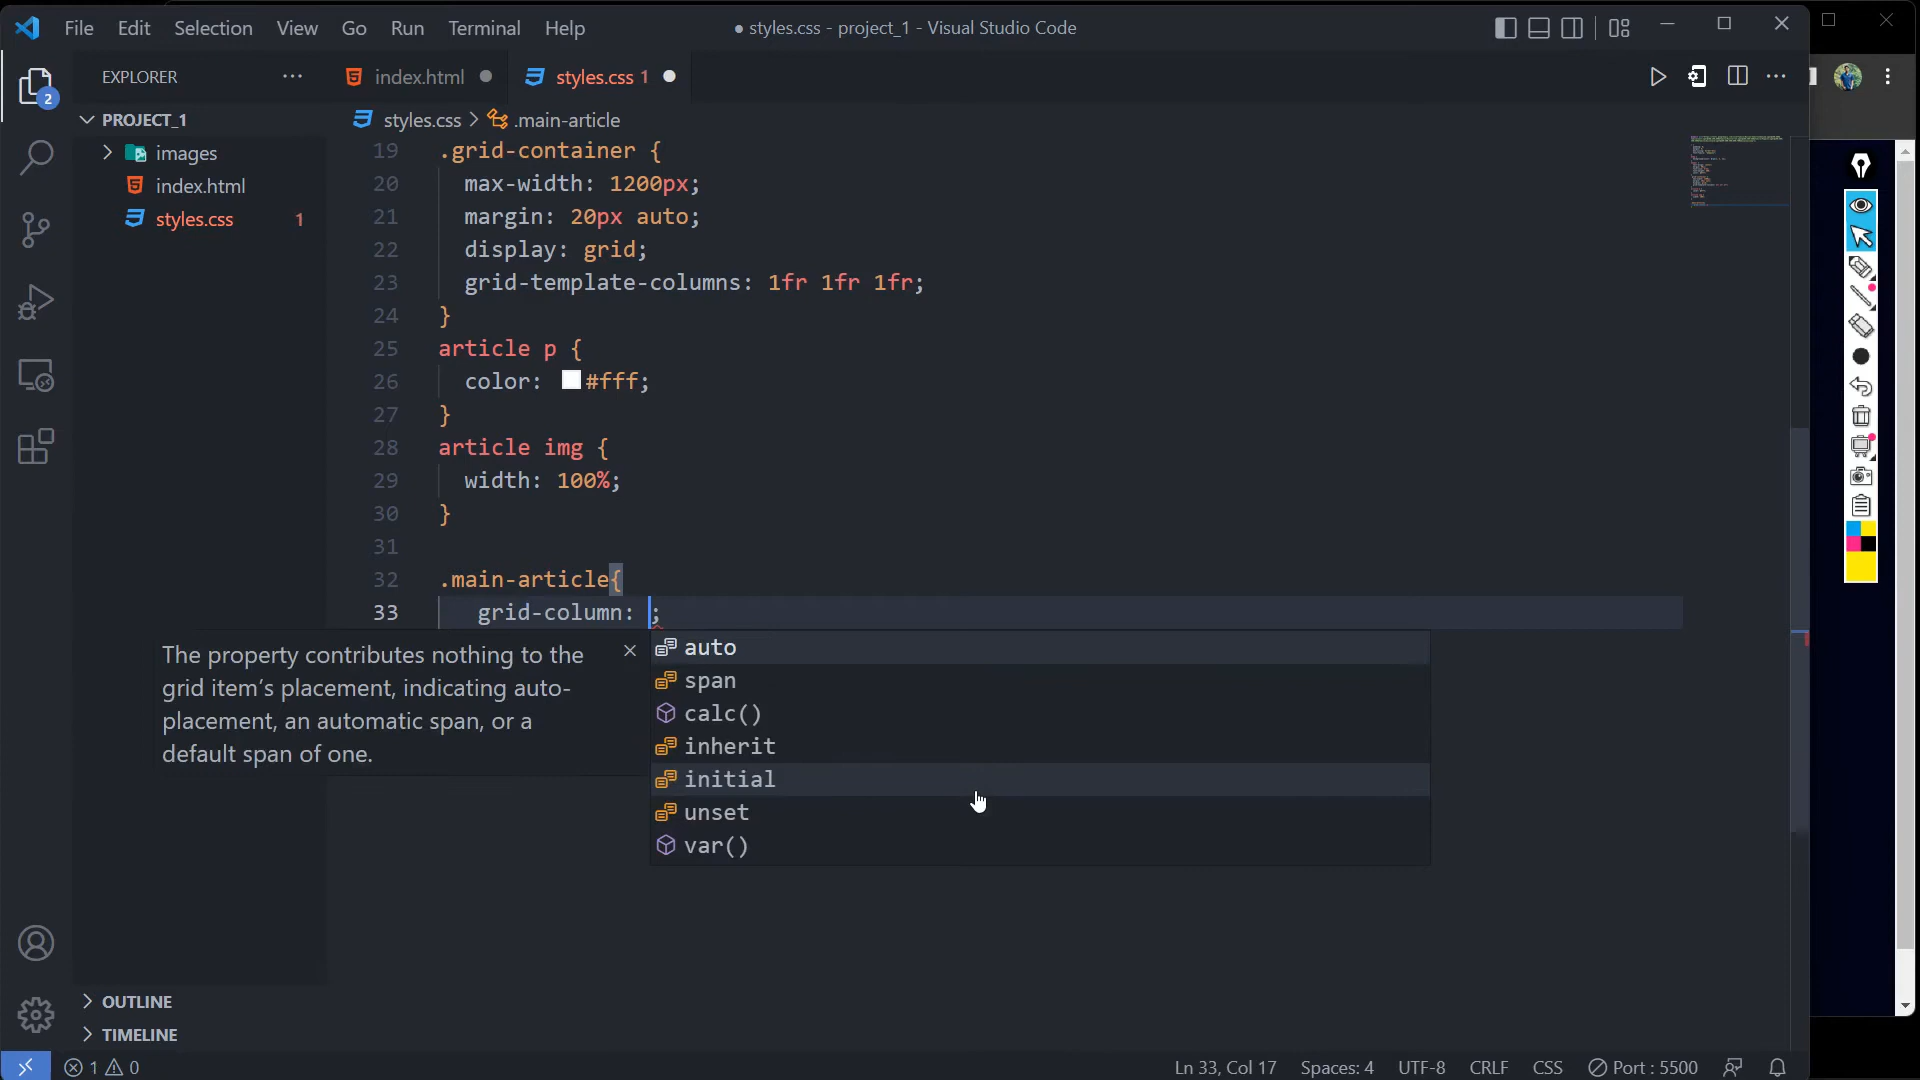 File Edit Selection View Go Run Terminal Help
● styles.css - project_1 - Visual Studio Code
EXPLORER
index.html
styles.css 1
2
PROJECT_1
styles.css > .main-article
images
index.html
styles.css 1
19 .grid-container {
20 max-width: 1200px;
21 margin: 20px auto;
22 display: grid;
23 grid-template-columns: 1fr 1fr 1fr;
24 }
25 article p {
26 color: #fff;
27 }
28 article img {
29 width: 100%;
30 }
31
32 .main-article{
33 grid-column: ;
The property contributes nothing to the
grid item’s placement, indicating auto-
placement, an automatic span, or a
default span of one.
auto
span
calc()
inherit
initial
unset
var()
OUTLINE
TIMELINE
1 0
Ln 33, Col 17 Spaces: 4 UTF-8 CRLF CSS Port : 5500